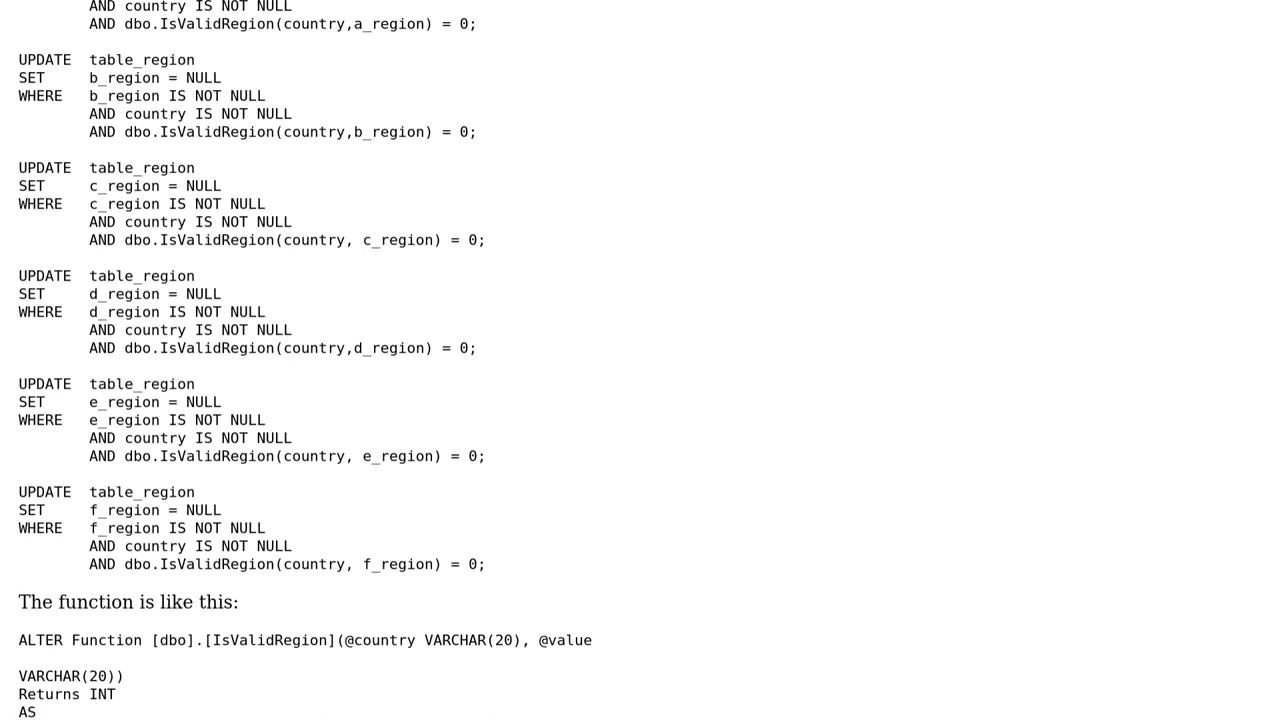 AND country IS NOT NULL
AND dbo.IsValidRegion(country,a_region) = 0;
UPDATE  table_region
SET     b_region = NULL
WHERE   b_region IS NOT NULL
        AND country IS NOT NULL
        AND dbo.IsValidRegion(country,b_region) = 0;
UPDATE  table_region
SET     c_region = NULL
WHERE   c_region IS NOT NULL
        AND country IS NOT NULL
        AND dbo.IsValidRegion(country, c_region) = 0;
UPDATE  table_region
SET     d_region = NULL
WHERE   d_region IS NOT NULL
        AND country IS NOT NULL
        AND dbo.IsValidRegion(country,d_region) = 0;
UPDATE  table_region
SET     e_region = NULL
WHERE   e_region IS NOT NULL
        AND country IS NOT NULL
        AND dbo.IsValidRegion(country, e_region) = 0;
UPDATE  table_region
SET     f_region = NULL
WHERE   f_region IS NOT NULL
        AND country IS NOT NULL
        AND dbo.IsValidRegion(country, f_region) = 0;
The function is like this:
ALTER Function [dbo].[IsValidRegion](@country VARCHAR(20), @value
VARCHAR(20))
Returns INT
AS